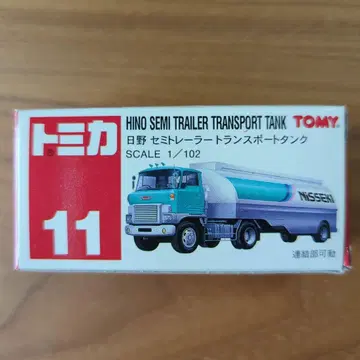 トミカ
11
HINO SEMI TRAILER TRANSPORT TANK TOMY
日野 セミトレーラートランスポートタンク
SCALE 1/102
NISSEKI
連結部可動